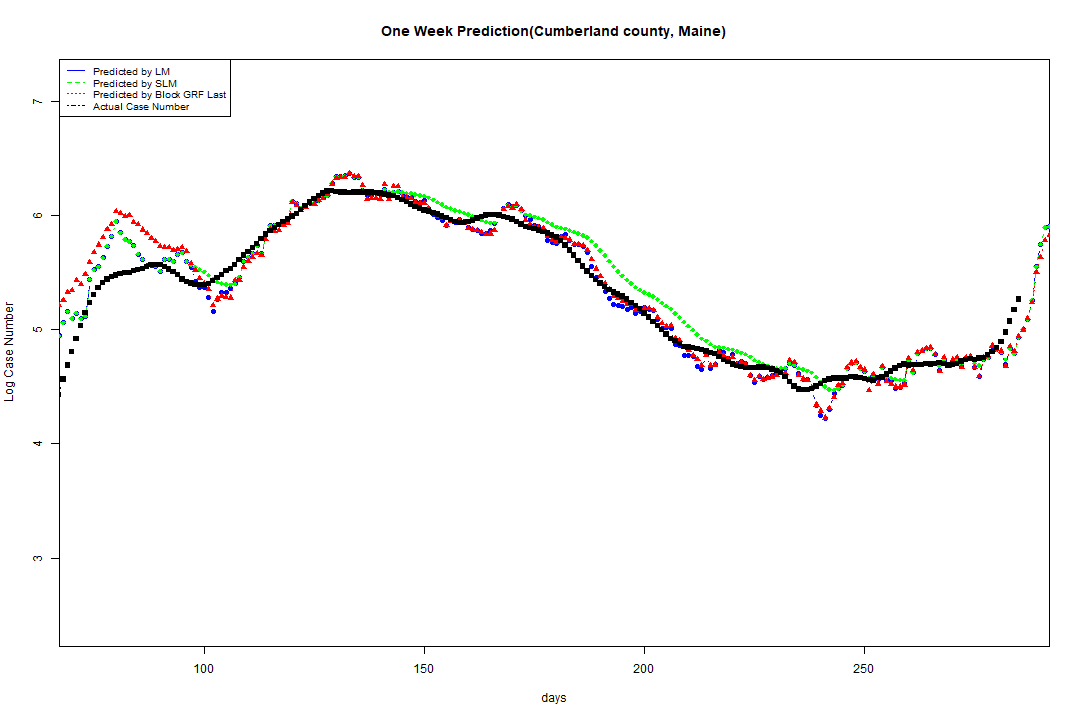 One Week Prediction(Cumberland county, Maine)
Predicted by LM
Predicted by SLM
Predicted by Block GRF Last
Actual Case Number
7
6
5
4
3
Log Case Number
100 150 200 250
days